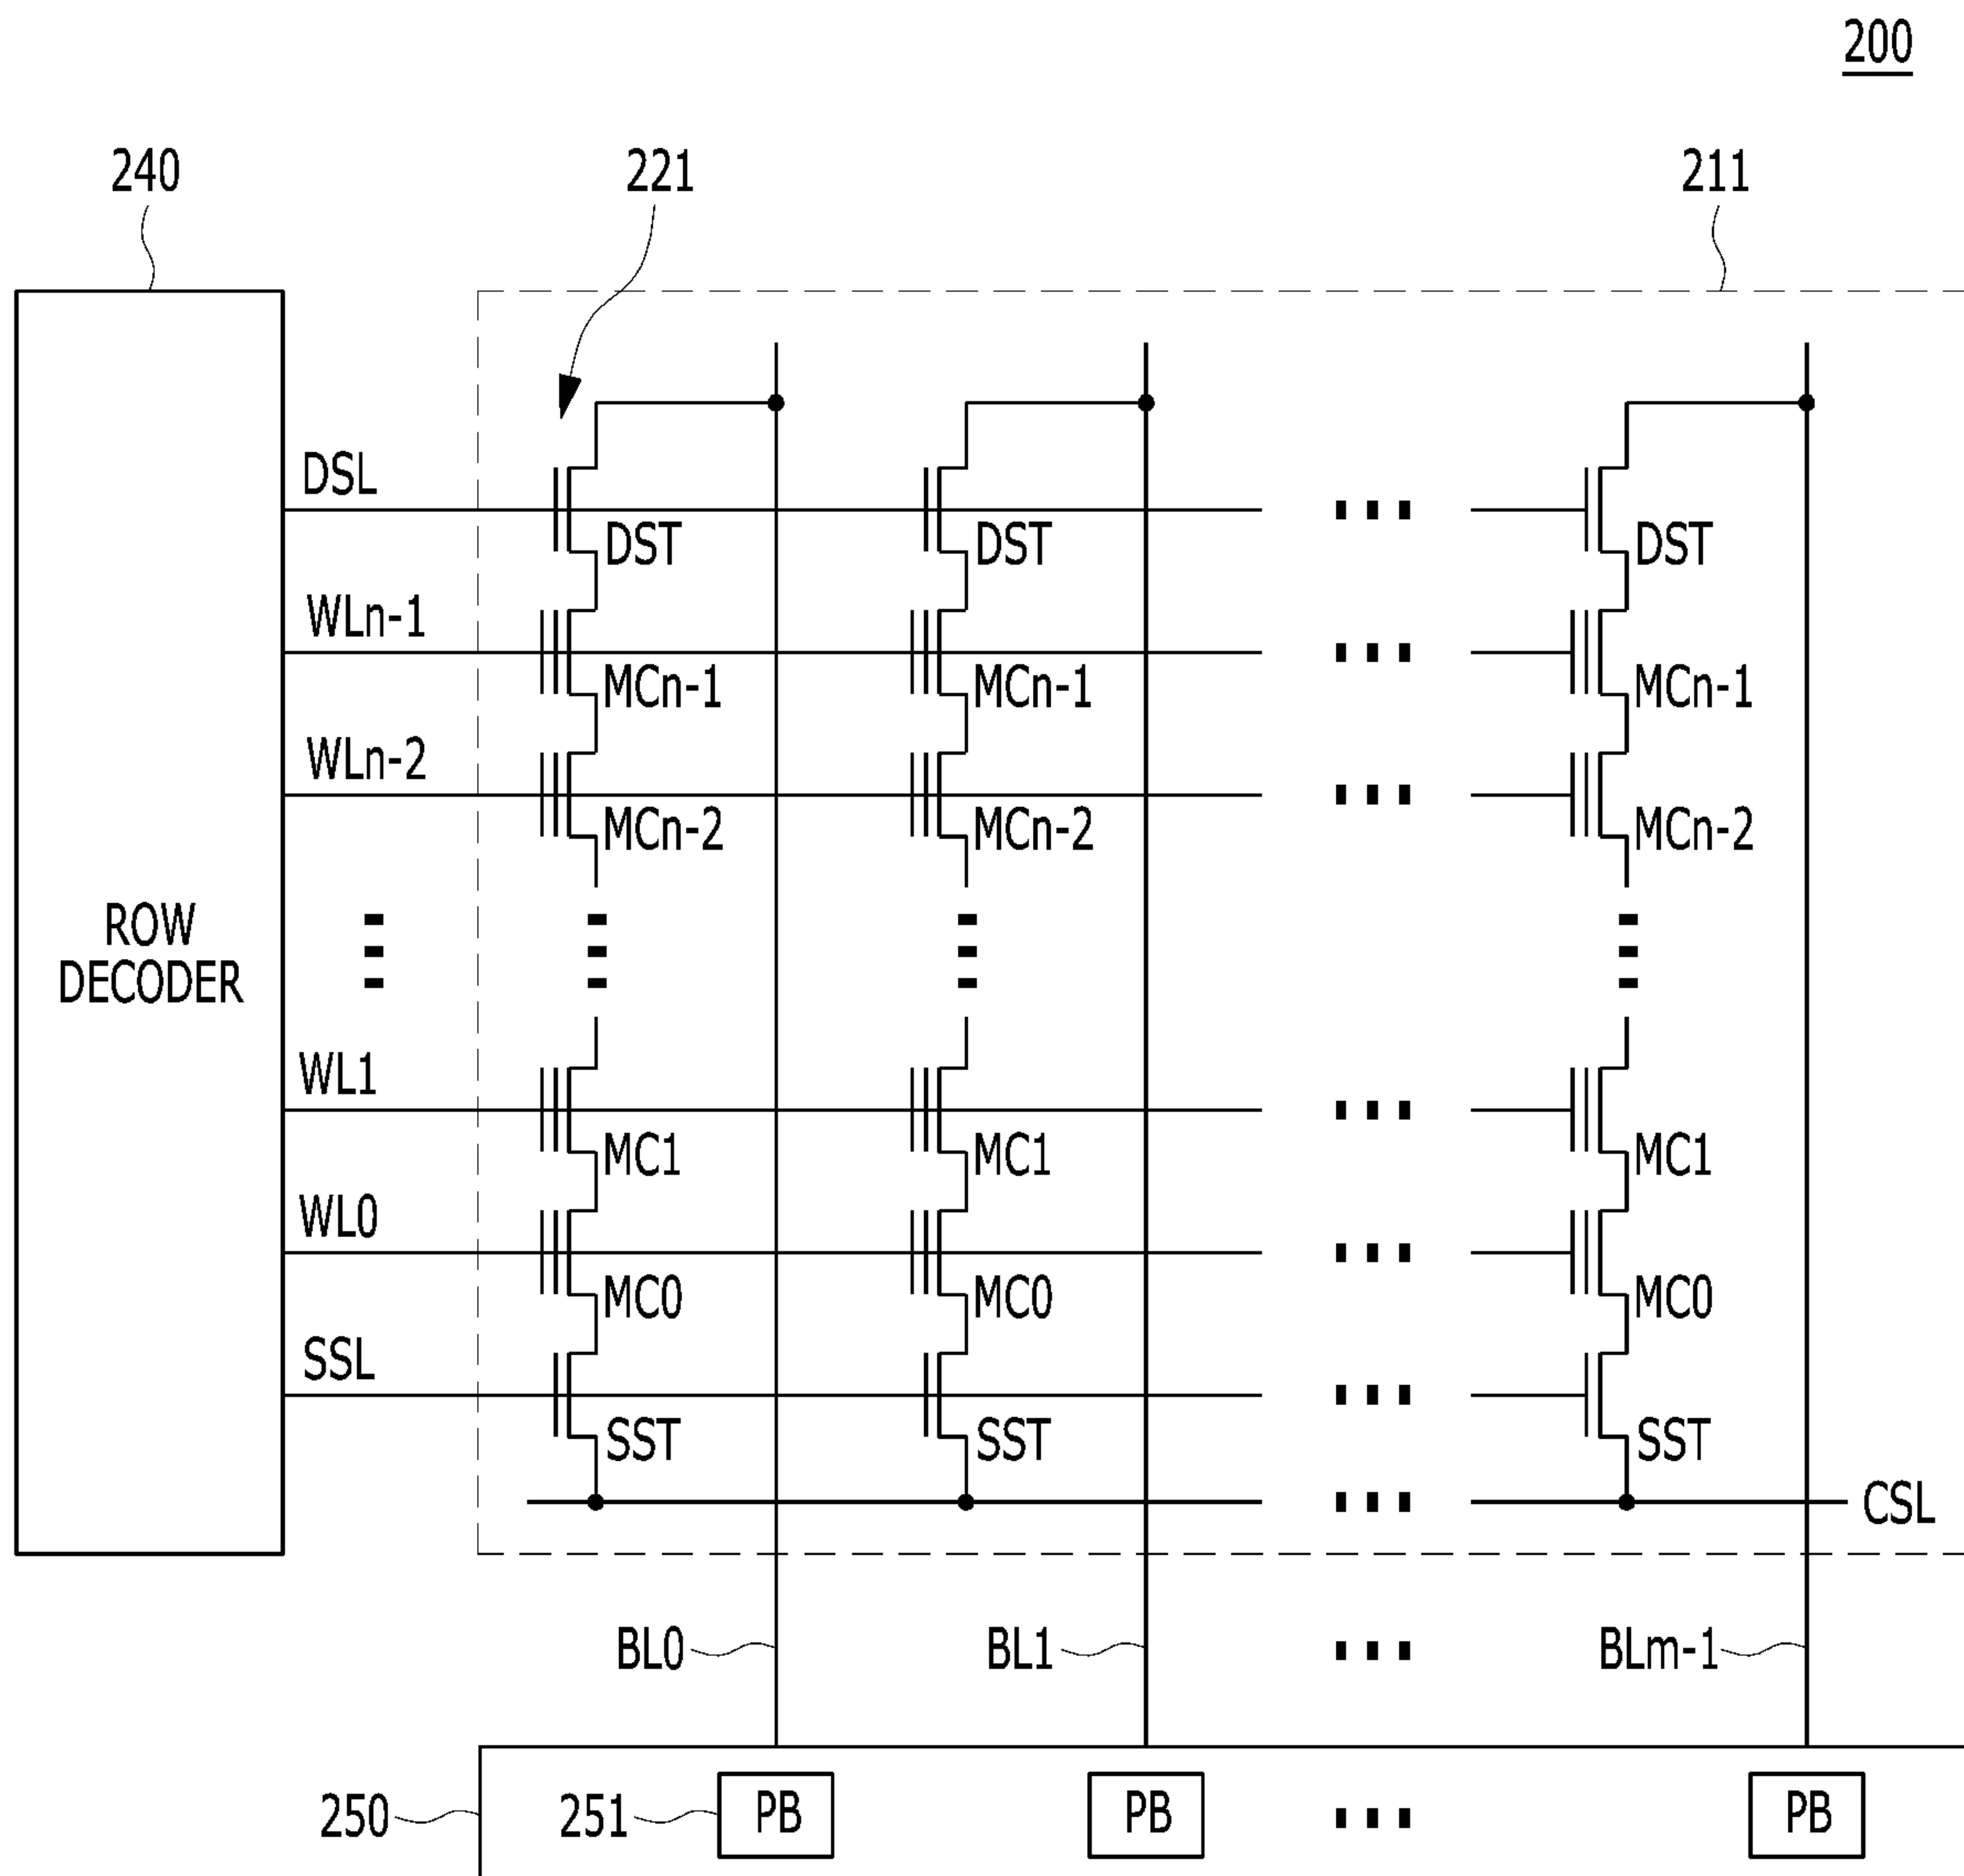 200
240 221 211
DSL
DST DST DST
WLn-1
MCn-1 MCn-1 MCn-1
WLn-2
MCn-2 MCn-2 MCn-2
ROW
DECODER
WL1
MC1 MC1 MC1
WL0
MC0 MC0 MC0
SSL
SST SST SST
CSL
BL0 BL1 BLm-1
250 251 PB PB PB